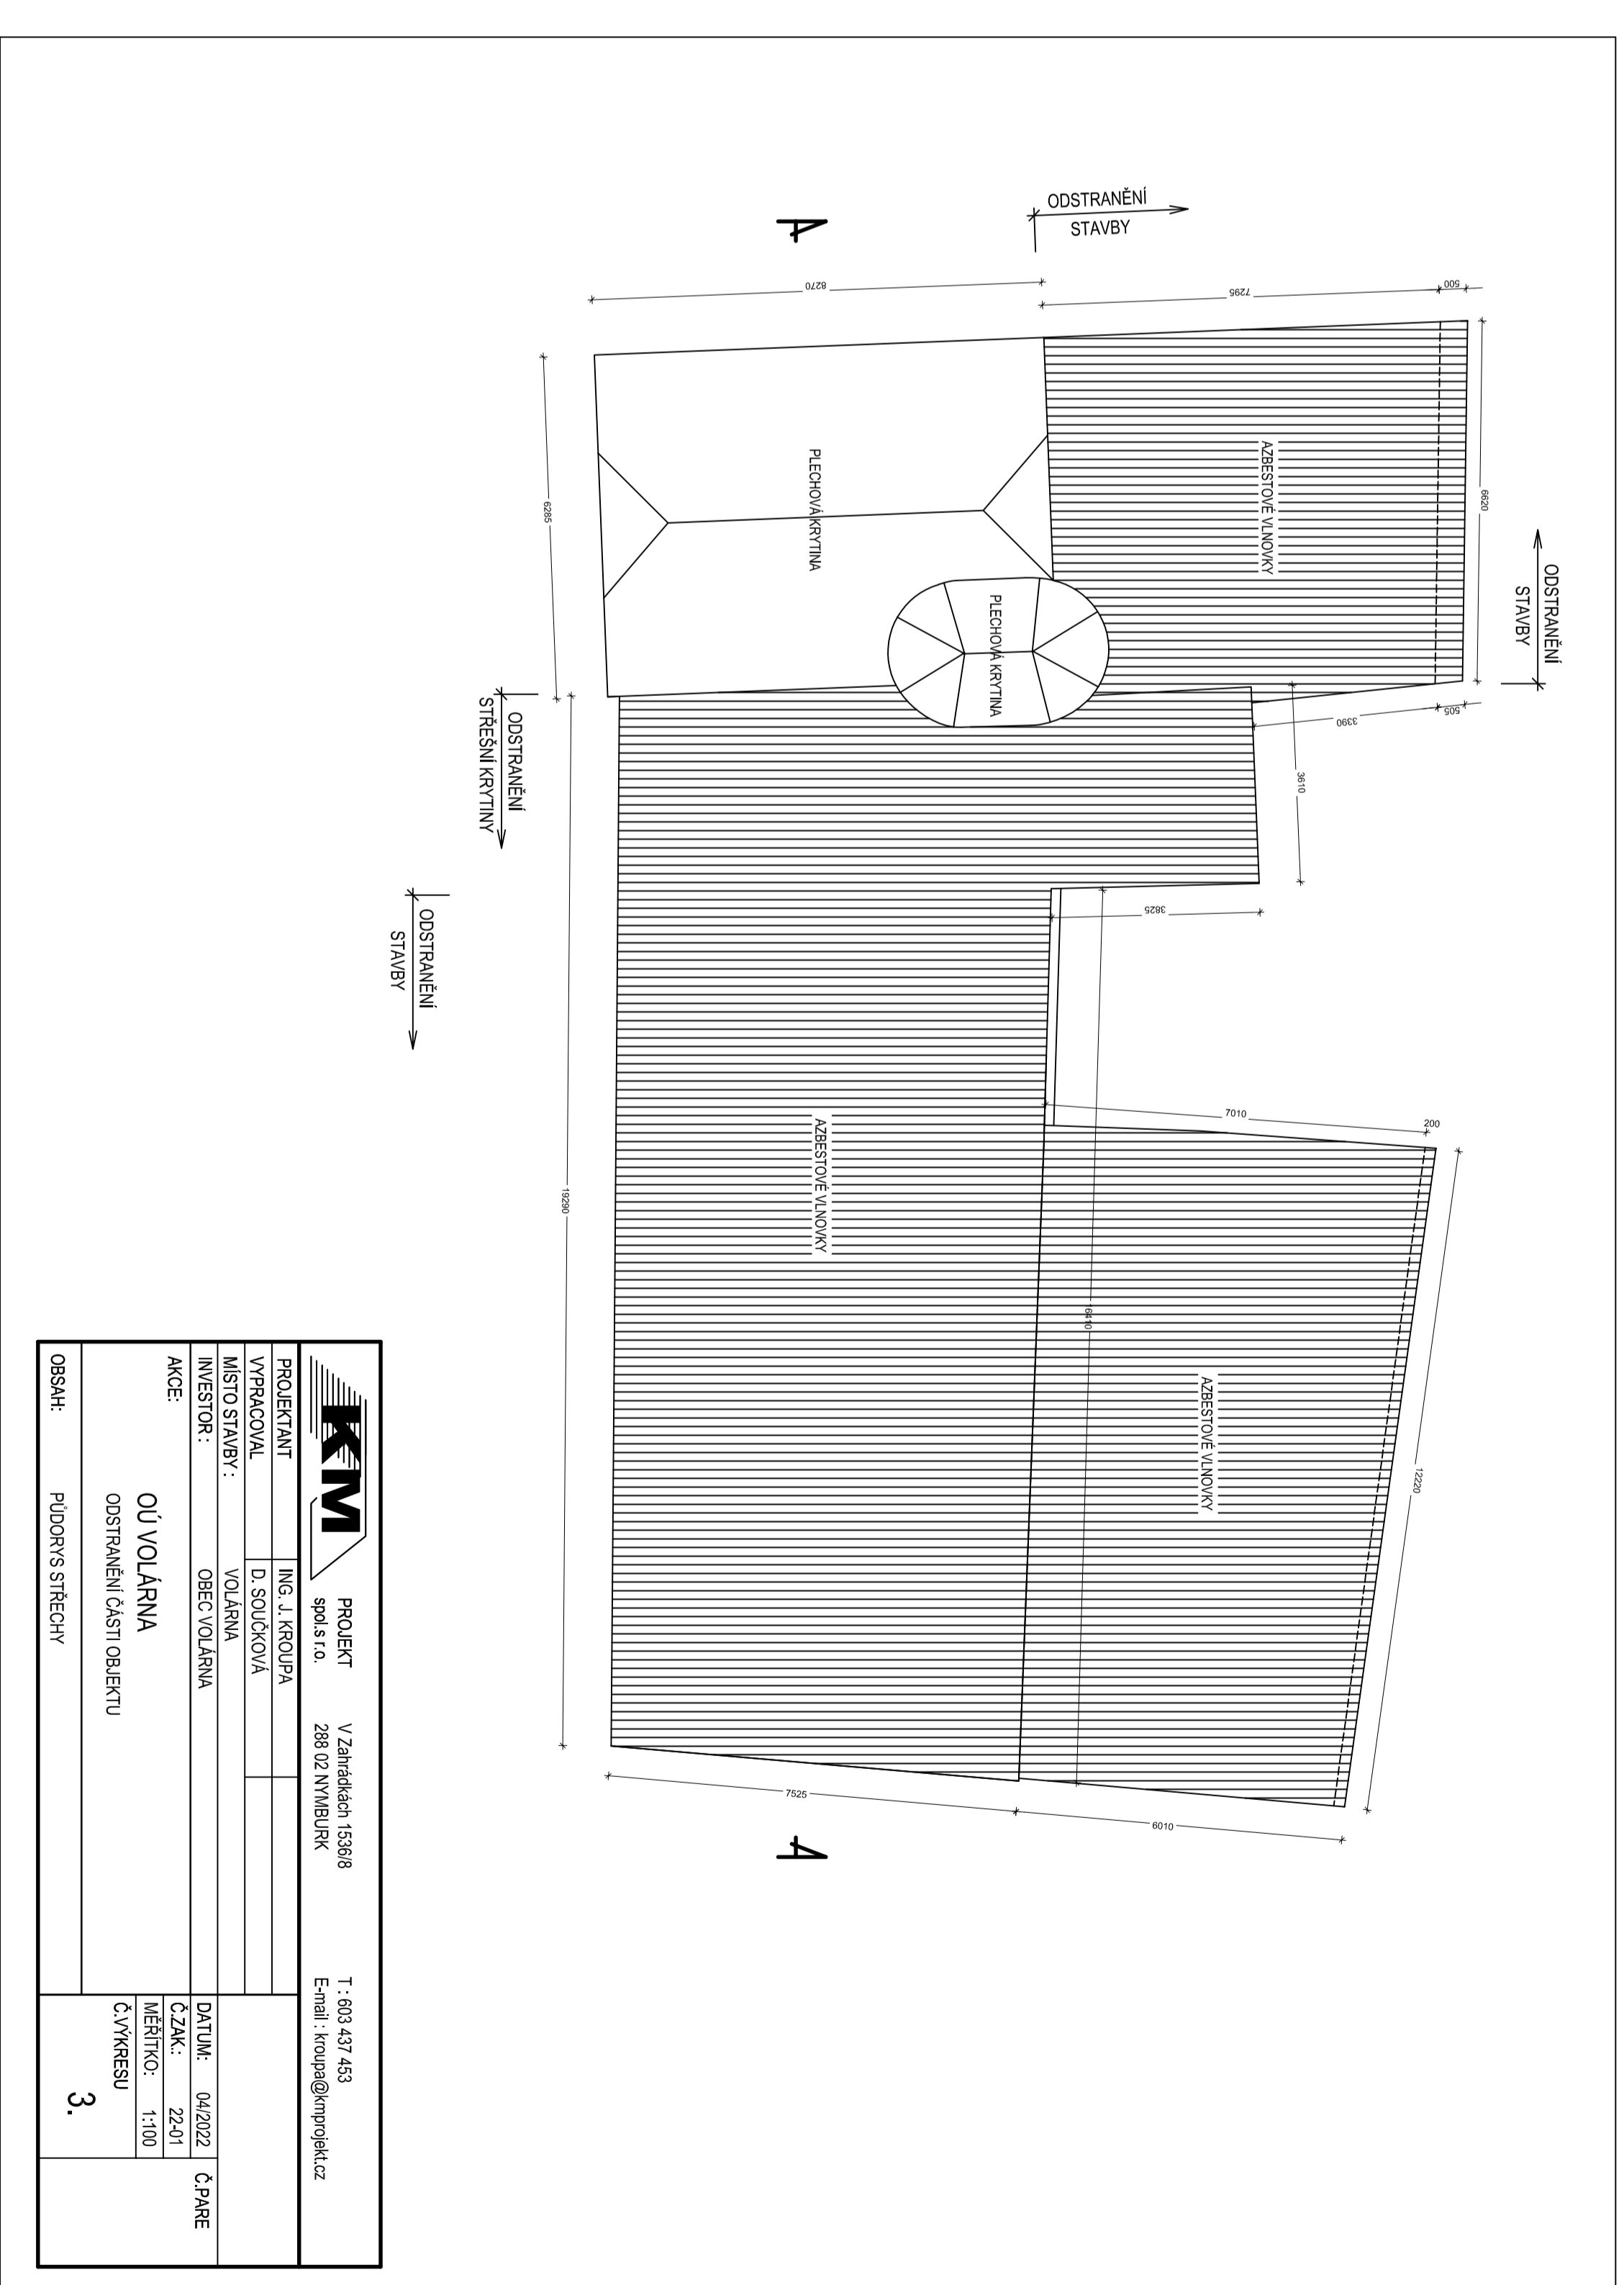 ODSTRANĚNÍ
STAVBY
A
8270
7295
500
6620
ODSTRANĚNÍ
STAVBY
6285
PLECHOVÁ KRYTINA
AZBESTOVÉ VLNOVKY
PLECHOVÁ KRYTINA
505
3390
3610
ODSTRANĚNÍ
STŘEŠNÍ KRYTINY
3825
ODSTRANĚNÍ
STAVBY
7010
200
AZBESTOVÉ VLNOVKY
19290
16410
AZBESTOVÉ VLNOVKY
12220
7525
6010
A
KM
PROJEKT
spol.s r.o.
V Zahrádkách 1536/8
288 02 NYMBURK
T : 603 437 453
E-mail : kroupa@kmprojekt.cz
PROJEKTANT ING. J. KROUPA
VYPRACOVAL D. SOUČKOVÁ
MÍSTO STAVBY : VOLÁRNA
INVESTOR : OBEC VOLÁRNA
AKCE:
OÚ VOLÁRNA
ODSTRANĚNÍ ČÁSTI OBJEKTU
OBSAH: PŮDORYS STŘECHY
DATUM: 04/2022
Č.ZAK.: 22-01
MĚŘÍTKO: 1:100
Č.VÝKRESU
3.
Č.PARE